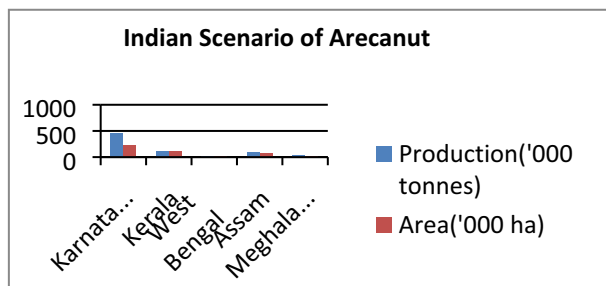 Indian Scenario of Arecanut
1000
500
0
Karnata...
Kerala
West
Bengal
Assam
Meghala...
Production('000
tonnes)
Area('000 ha)